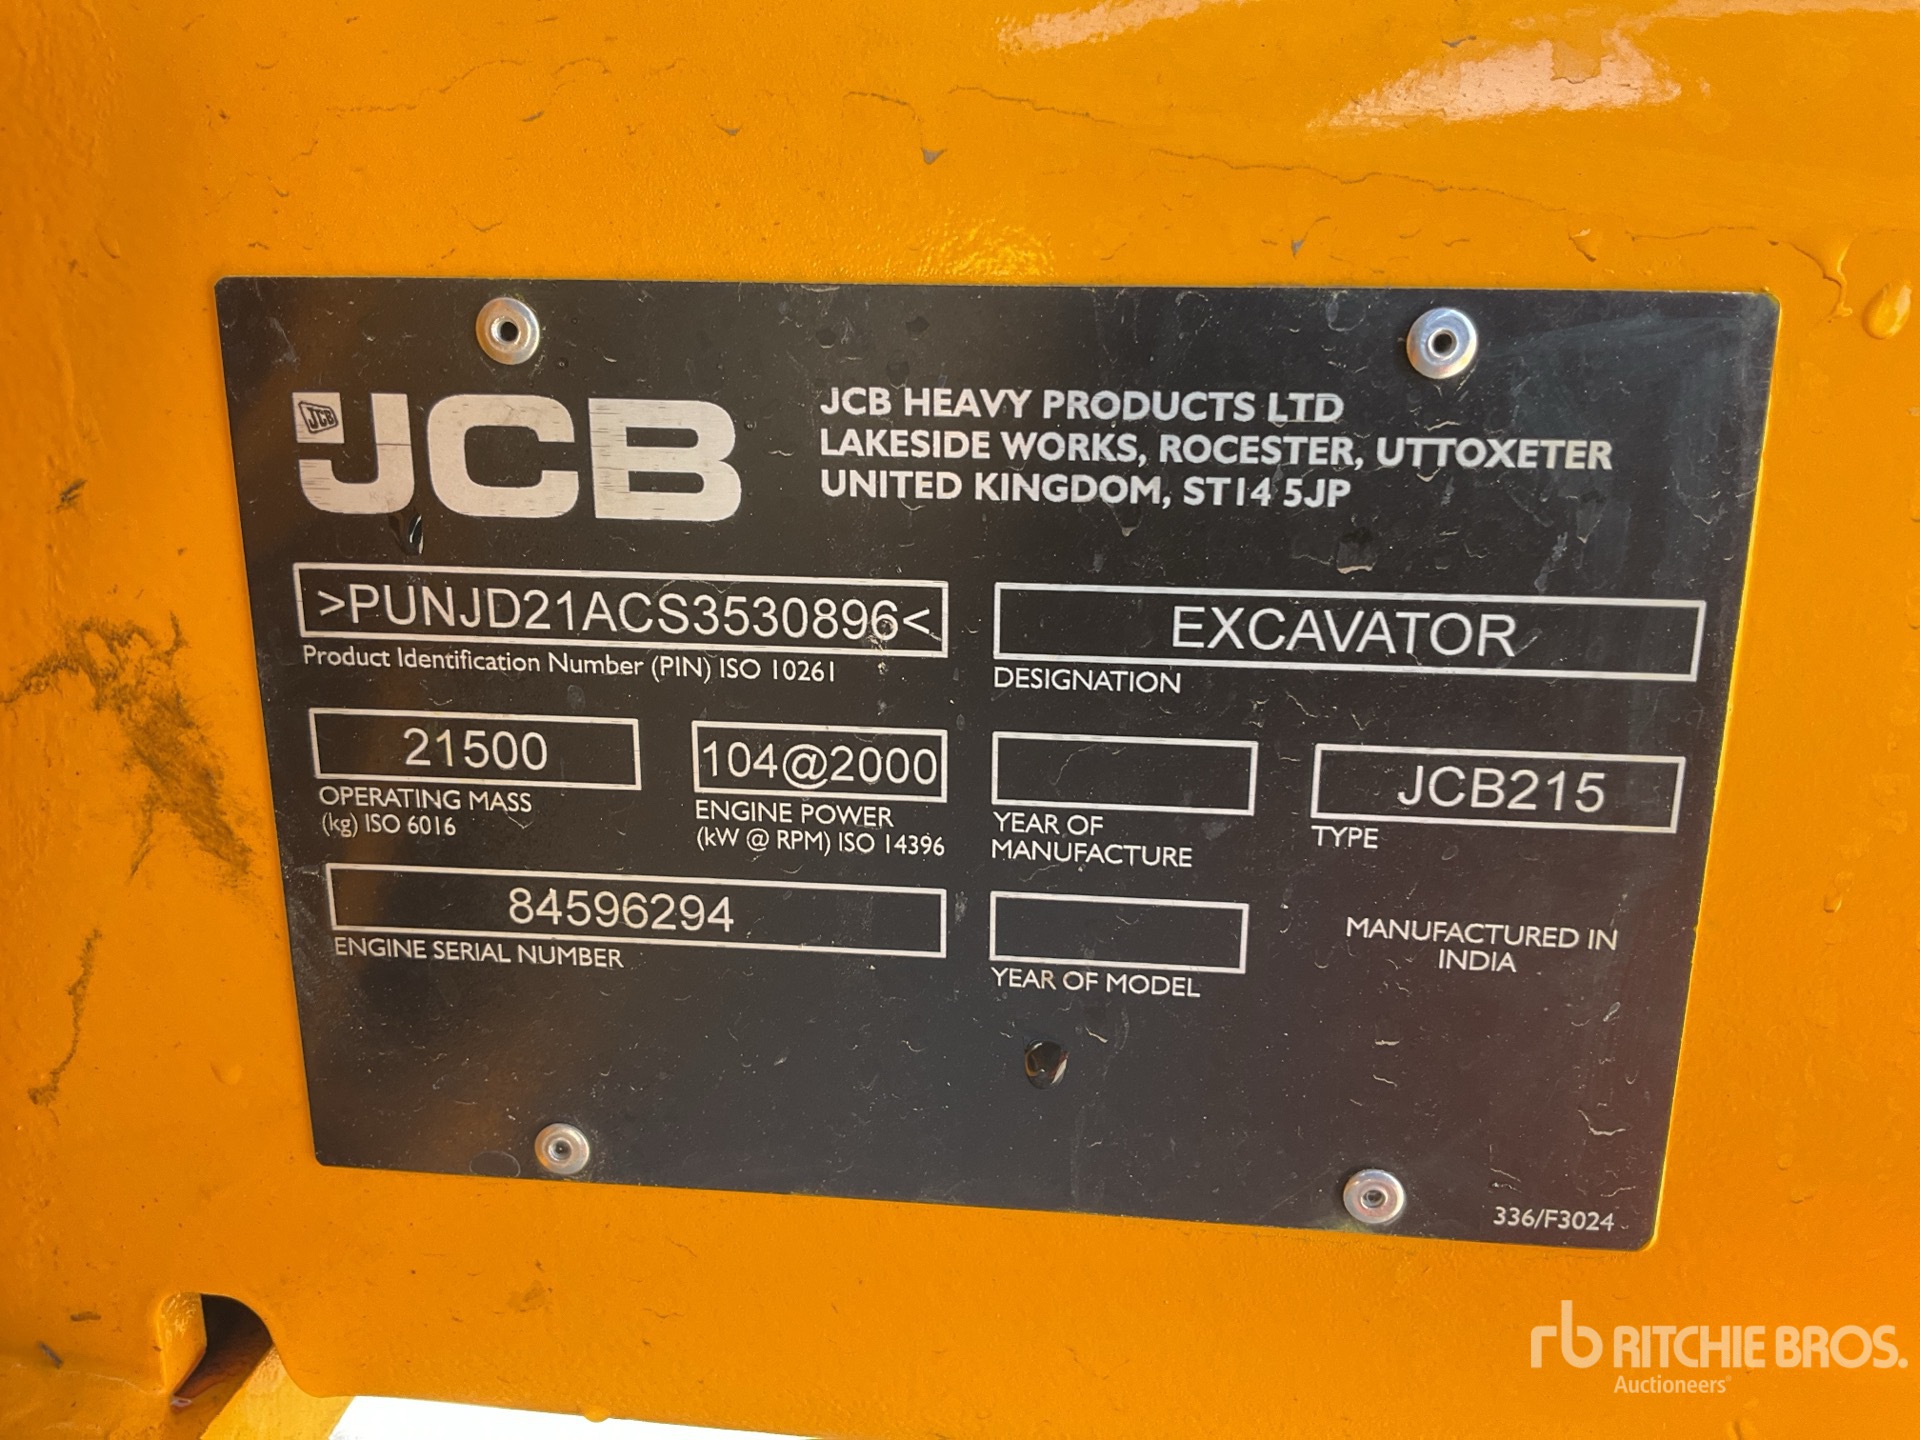 JCB
JCB
JCB HEAVY PRODUCTS LTD
LAKESIDE WORKS, ROCESTER, UTTOXETER
UNITED KINGDOM, ST14 5JP
>PUNJD21ACS3530896<
Product Identification Number (PIN) ISO 10261
EXCAVATOR
DESIGNATION
21500
OPERATING MASS
(kg) ISO 6016
104@2000
ENGINE POWER
(kW @ RPM) ISO 14396
YEAR OF
MANUFACTURE
JCB215
TYPE
84596294
ENGINE SERIAL NUMBER
YEAR OF MODEL
MANUFACTURED IN
INDIA
336/F3024
rb RITCHIE BROS.
Auctioneers